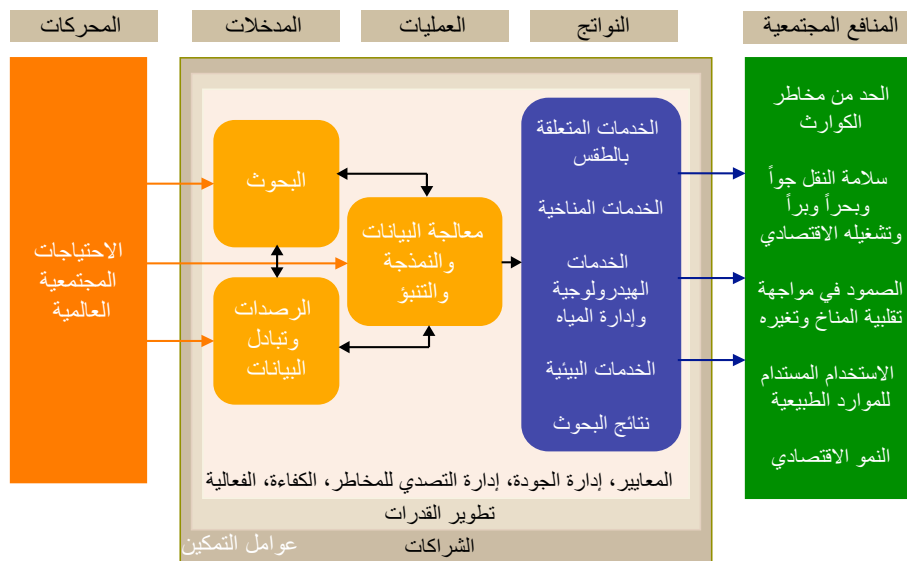 المحركات
المدخلات
العمليات
النواتج
المنافع المجتمعية
الاحتياجات
المجتمعية
العالمية
البحوث
الرصدات
وتبادل
البيانات
معالجة البيانات
والنمذجة
والتنبؤ
الخدمات المتعلقة
بالطقس
الخدمات المناخية
الخدمات
الهيدرولوجية
وإدارة المياه
الخدمات البيئية
نتائج البحوث
الحد من مخاطر
الكوارث
سلامة النقل جواً
وبحراً وبراً
وتشغيله الاقتصادي
الصمود في مواجهة
تقلبية المناخ وتغيره
الاستخدام المستدام
للموارد الطبيعية
النمو الاقتصادي
المعايير، إدارة الجودة، إدارة التصدي للمخاطر، الكفاءة، الفعالية
تطوير القدرات
الشراكات
عوامل التمكين